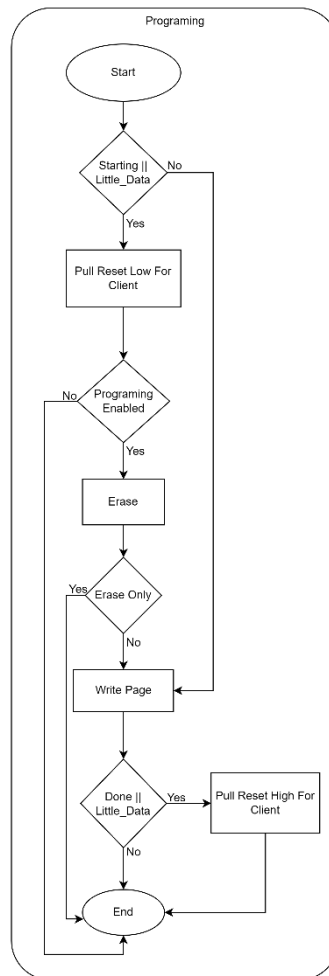 Programing
Start
Starting ||
Little_Data
No
Yes
Pull Reset Low For
Client
No
Programing
Enabled
Yes
Erase
Yes
Erase Only
No
Write Page
Done ||
Little_Data
Yes
Pull Reset High For
Client
No
End